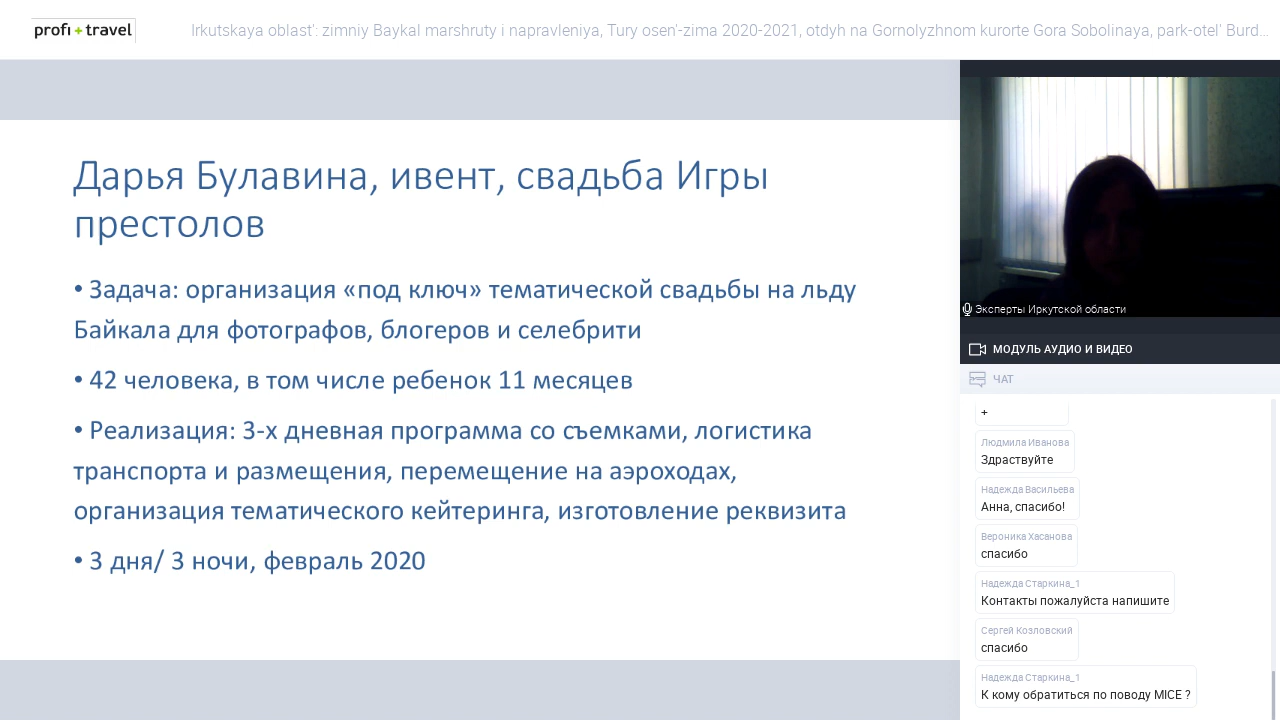 profi + travel
Irkutskaya oblast': zimniy Baykal marshruty i napravleniya, Tury osen'-zima 2020-2021, otdyh na Gornolyzhnom kurorte Gora Sobolinaya, park-otel' Burd...
Дарья Булавина, ивент, свадьба Игры
престолов
• Задача: организация «под ключ» тематической свадьбы на льду
Байкала для фотографов, блогеров и селебрити
• 42 человека, в том числе ребенок 11 месяцев
• Реализация: 3-х дневная программа со съемками, логистика
транспорта и размещения, перемещение на аэроходах,
организация тематического кейтеринга, изготовление реквизита
• 3 дня/ 3 ночи, февраль 2020
Эксперты Иркутской области
МОДУЛЬ АУДИО И ВИДЕО
ЧАТ
+
Людмила Иванова
Здраствуйте
Надежда Васильева
Анна, спасибо!
Вероника Хасанова
спасибо
Надежда Старкина_1
Контакты пожалуйста напишите
Сергей Козловский
спасибо
Надежда Старкина_1
К кому обратиться по поводу MICE ?